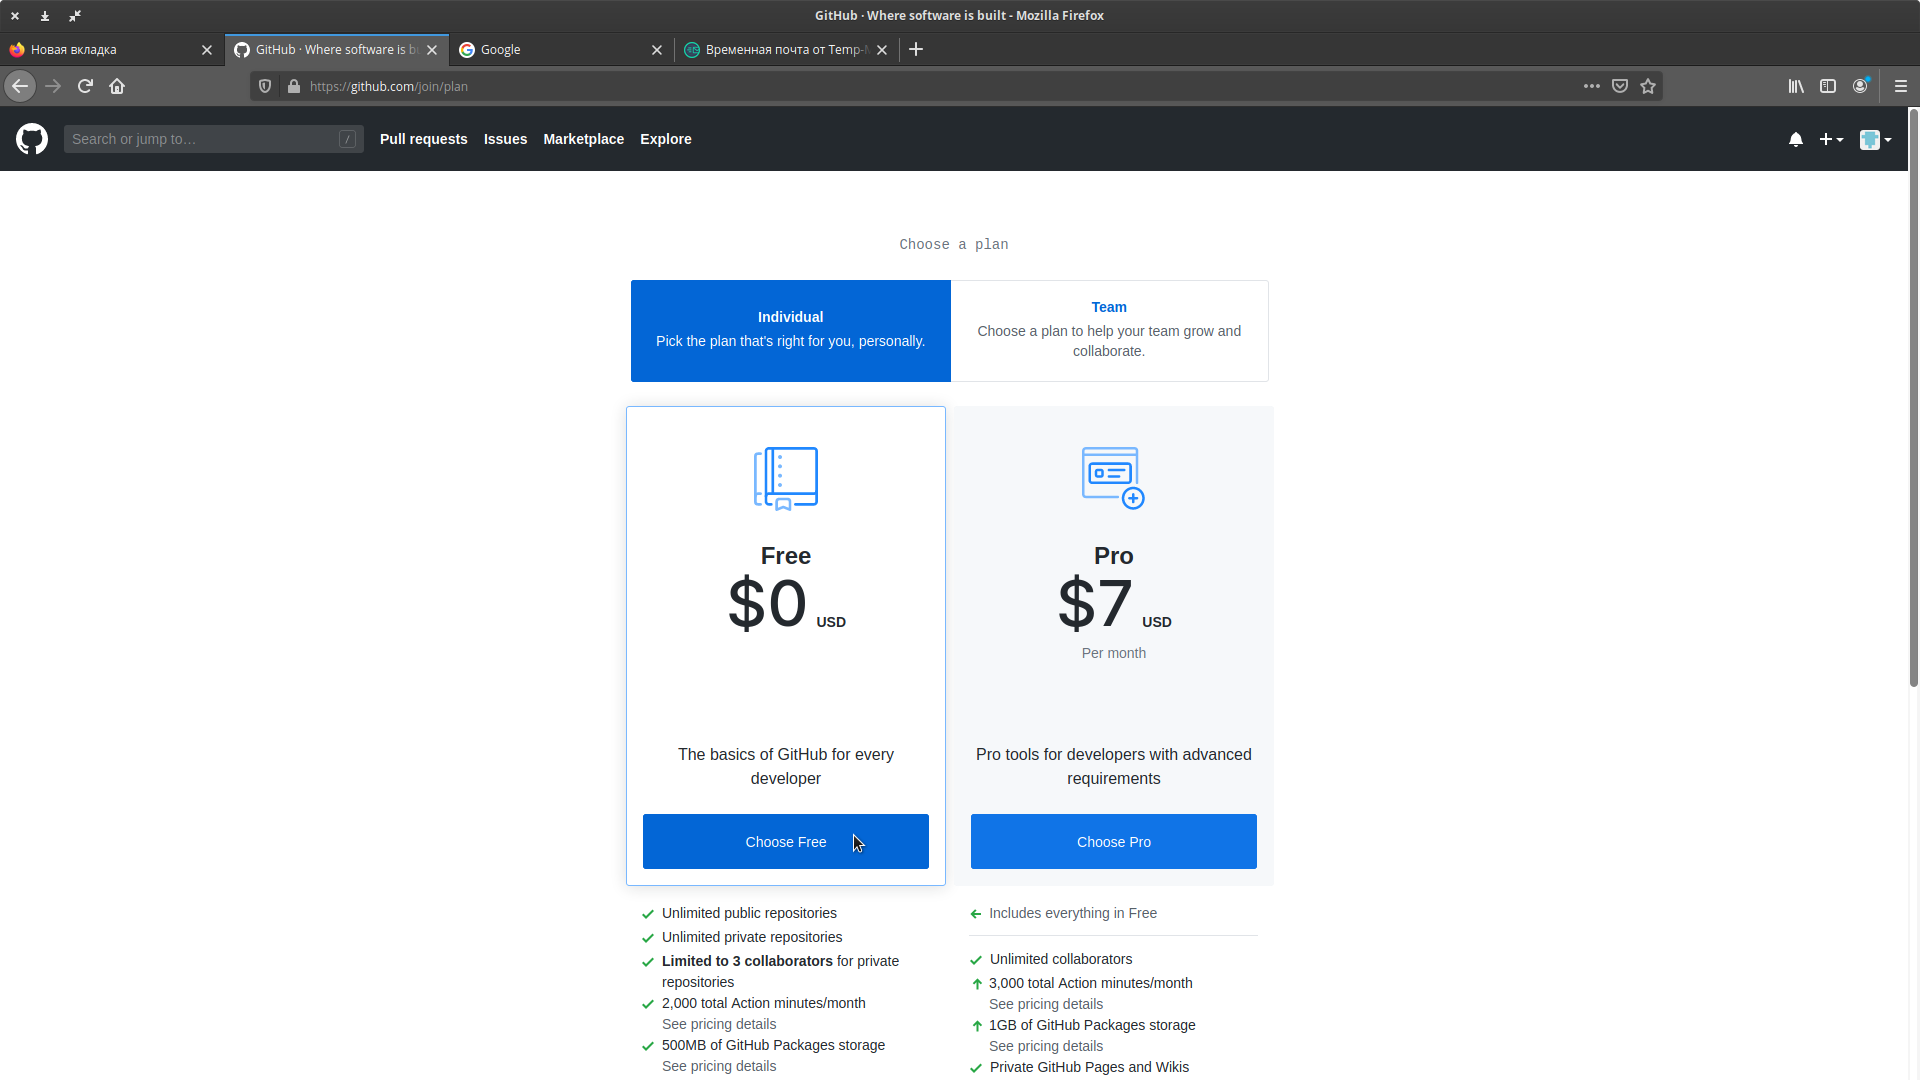 GitHub · Where software is built - Mozilla Firefox
Новая вкладка
GitHub · Where software is b
Google
Временная почта от Temp-
https://github.com/join/plan
Search or jump to…
/
Pull requests
Issues
Marketplace
Explore
Choose a plan
Individual
Pick the plan that's right for you, personally.
Team
Choose a plan to help your team grow and
collaborate.
Free
$0 USD
The basics of GitHub for every
developer
Choose Free
Pro
$7 USD
Per month
Pro tools for developers with advanced
requirements
Choose Pro
Unlimited public repositories
Unlimited private repositories
Limited to 3 collaborators for private
repositories
2,000 total Action minutes/month
See pricing details
500MB of GitHub Packages storage
See pricing details
Includes everything in Free
Unlimited collaborators
3,000 total Action minutes/month
See pricing details
1GB of GitHub Packages storage
See pricing details
Private GitHub Pages and Wikis